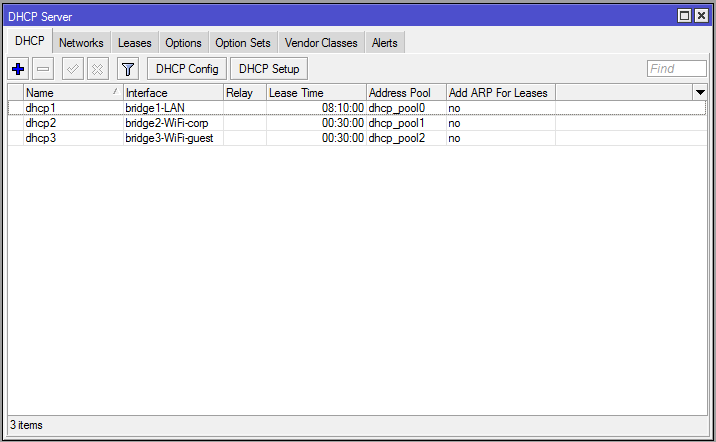 DHCP Server
DHCP Networks Leases Options Option Sets Vendor Classes Alerts
DHCP Config DHCP Setup Find
Name Interface Relay Lease Time Address Pool Add ARP For Leases
dhcp1 bridge1-LAN 08:10:00 dhcp_pool0 no
dhcp2 bridge2-WiFi-corp 00:30:00 dhcp_pool1 no
dhcp3 bridge3-WiFi-guest 00:30:00 dhcp_pool2 no
3 items